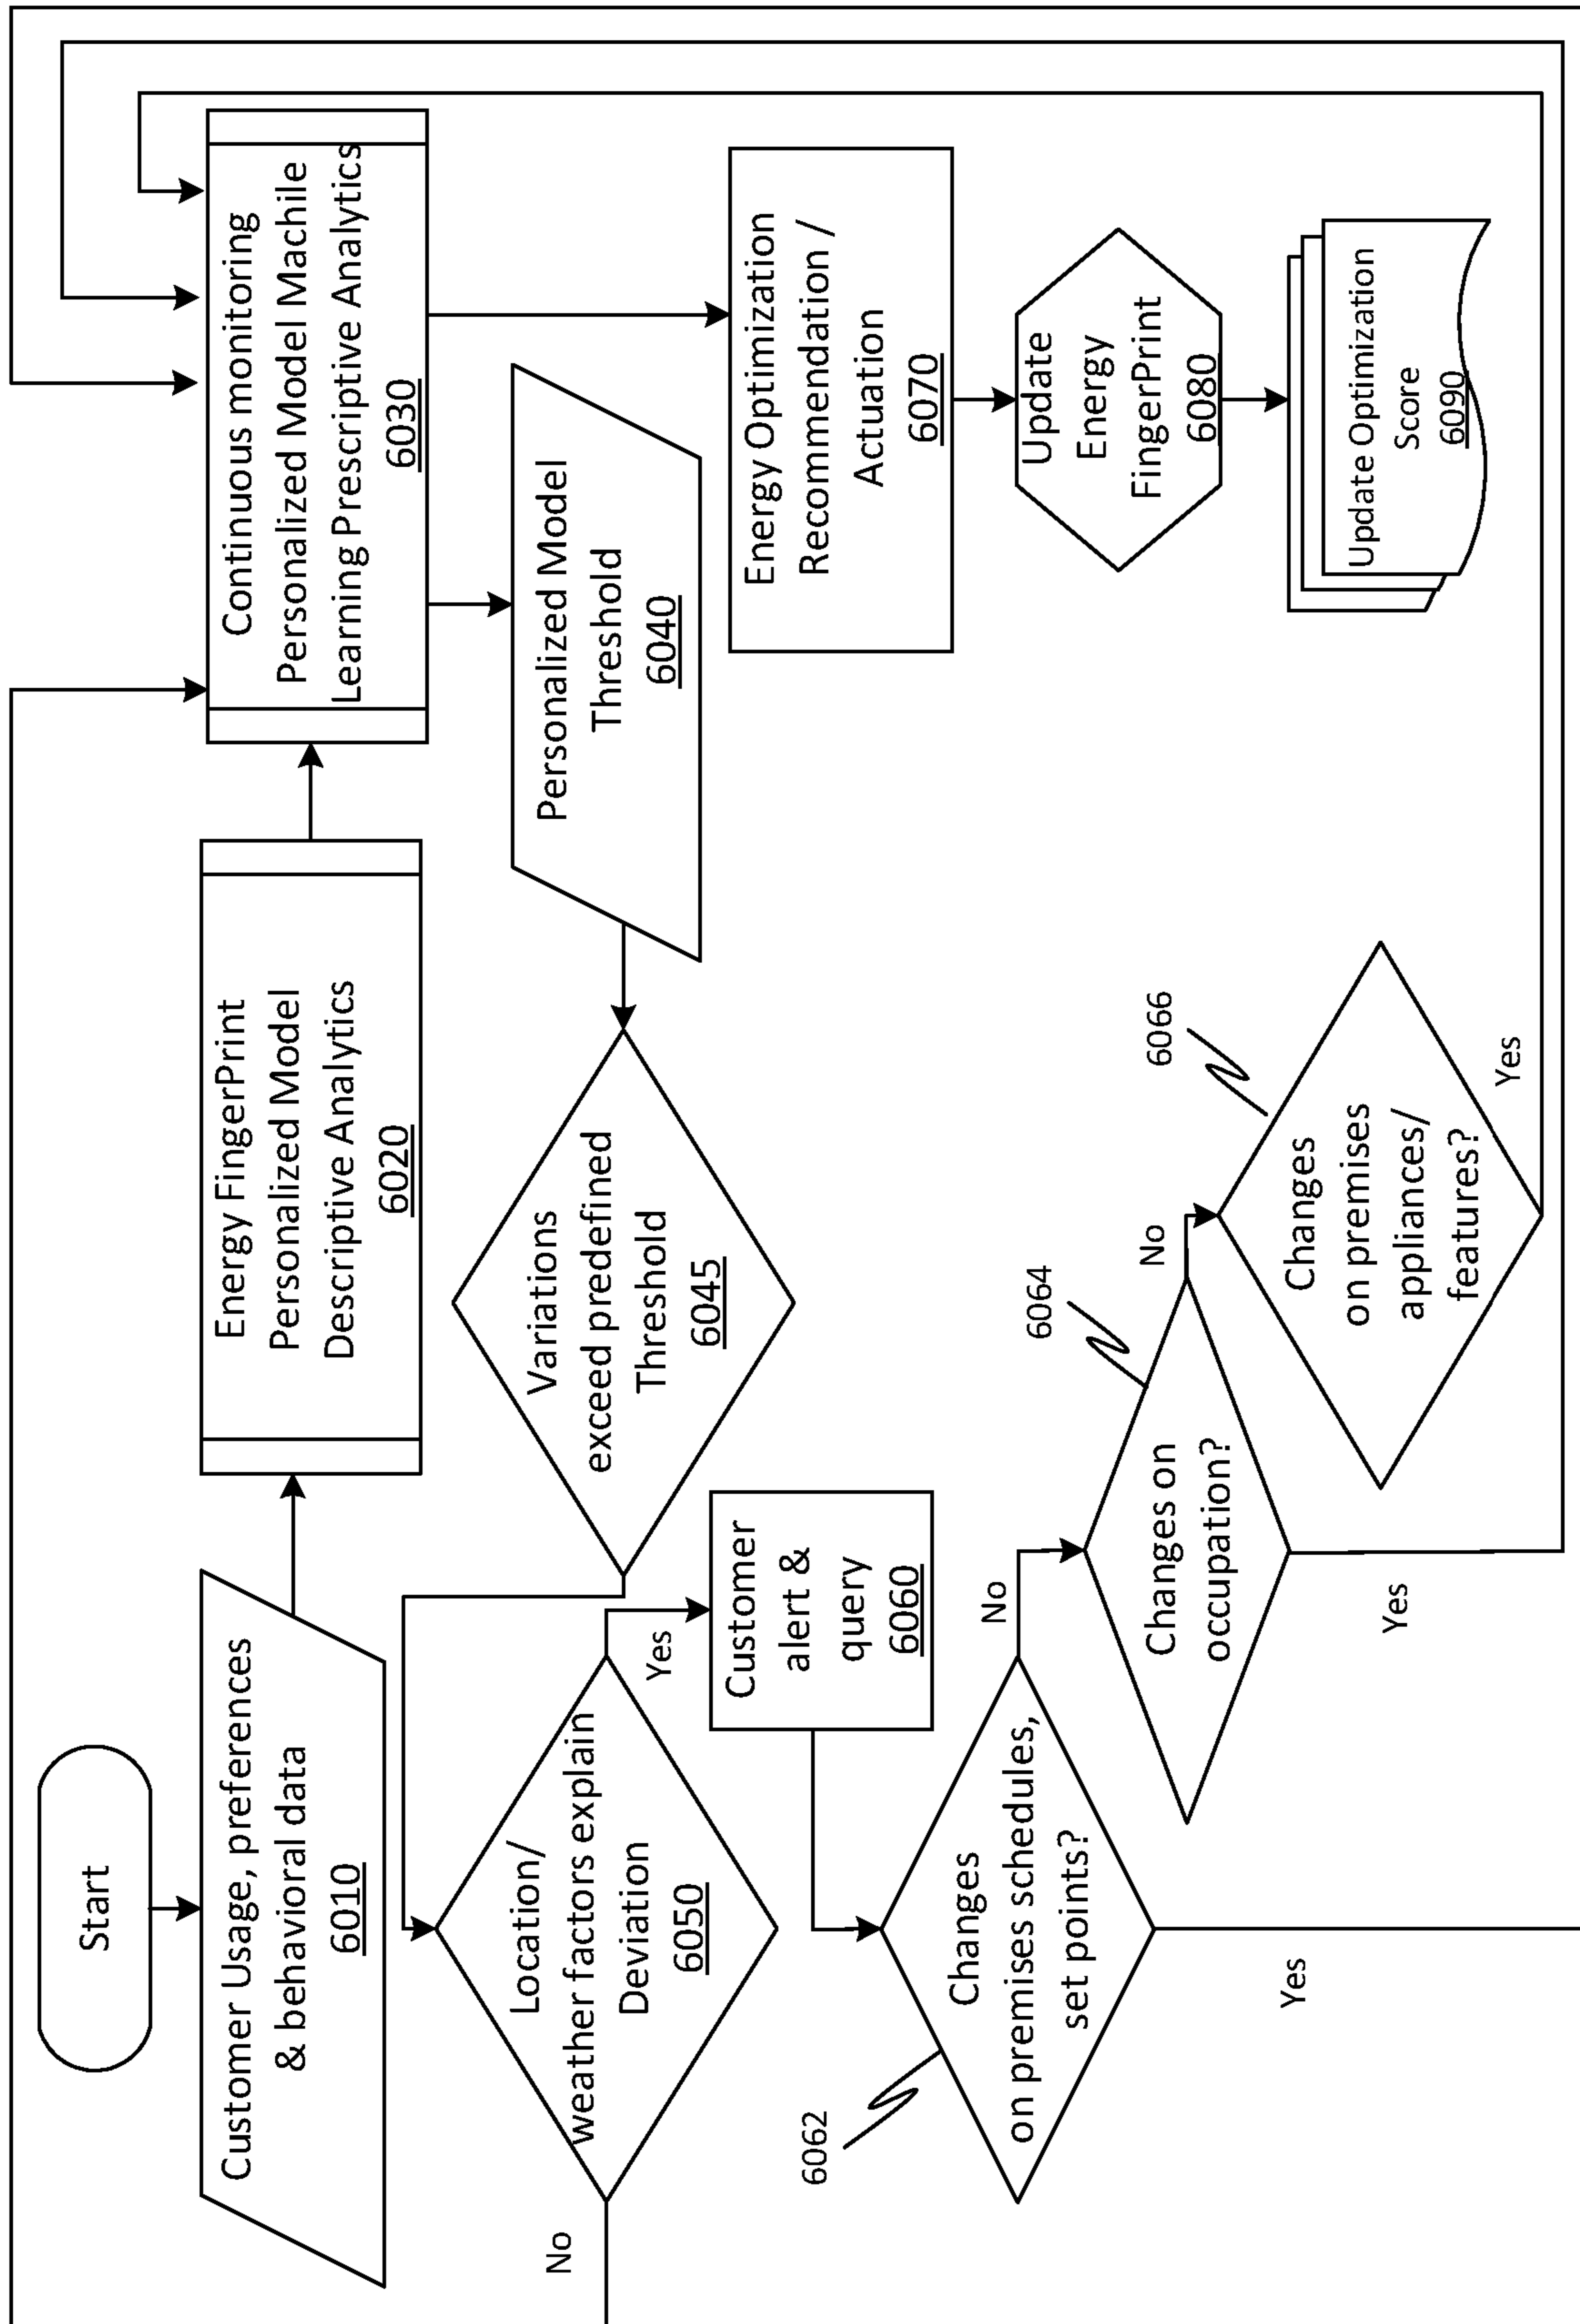 Start
Customer Usage, preferences
& behavioral data
6010
Energy FingerPrint
Personalized Model
Descriptive Analytics
6020
Continuous monitoring
Personalized Model Machile
Learning Prescriptive Analytics
6030
Personalized Model
Threshold
6040
Variations
exceed predefined
Threshold
6045
Location/
weather factors explain
Deviation
6050
No
Yes
Customer
alert &
query
6060
6062
Changes
on premise schedules,
set points?
Yes
No
6064
Changes on
occupation?
Yes
No
6066
Changes
on premises
appliances/
features?
Yes
Energy Optimization
Recommendation /
Actuation
6070
Update
Energy
FingerPrint
6080
Update Optimization
Score
6090